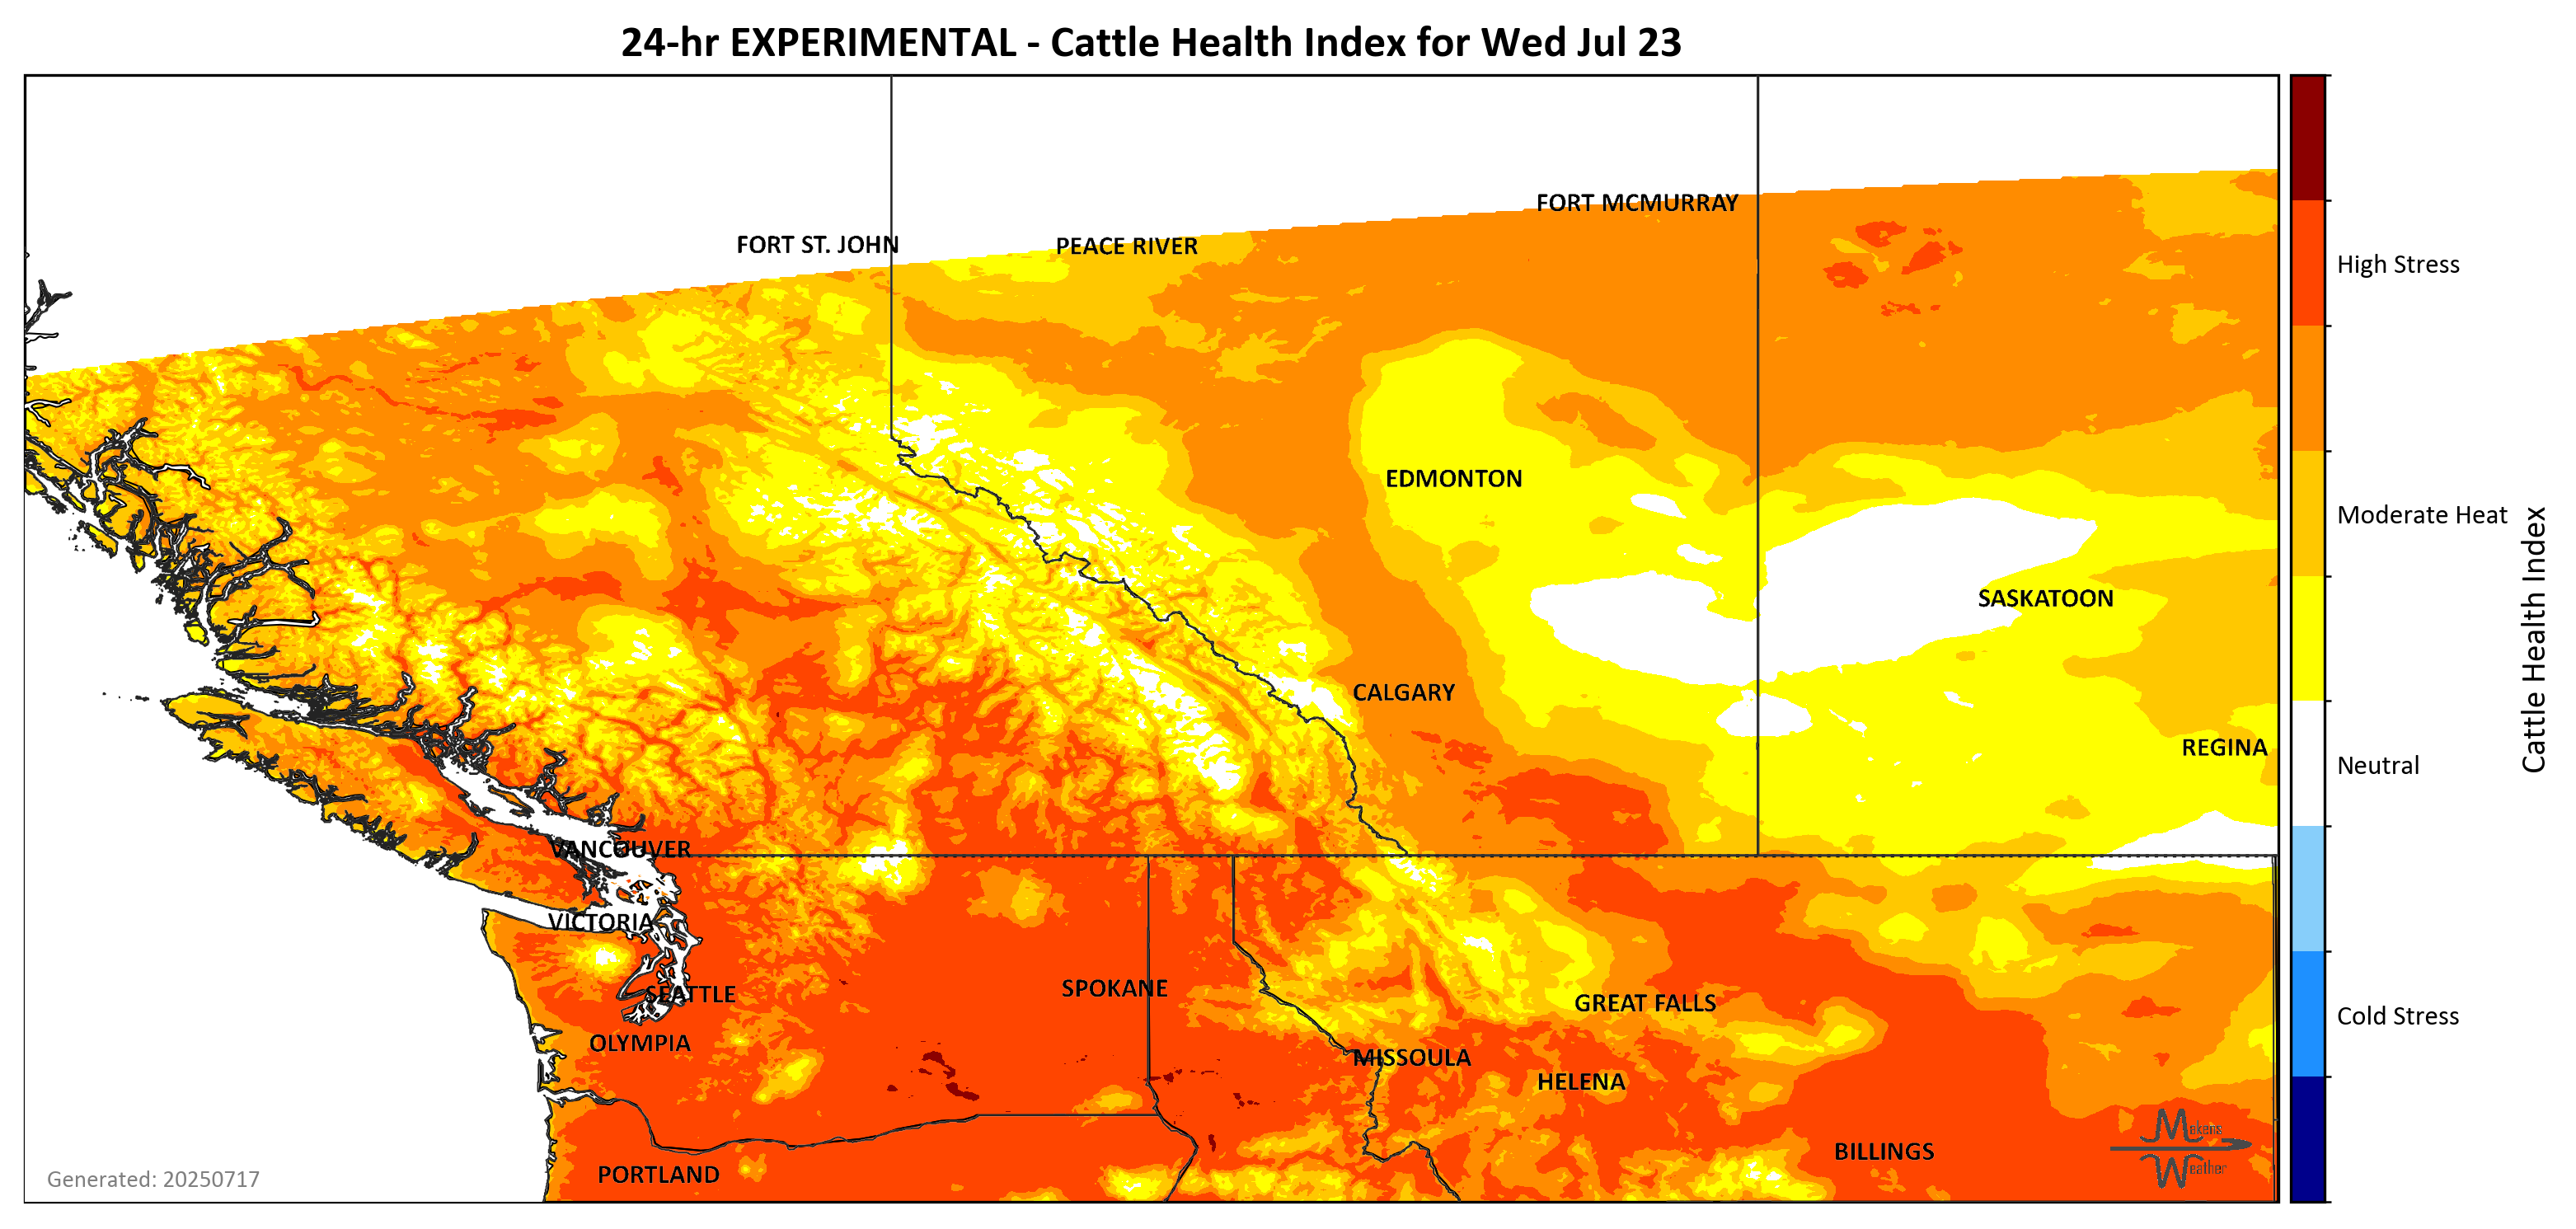 24-hr EXPERIMENTAL - Cattle Health Index for Wed Jul 23
FORT MCMURRAY
FORT ST. JOHN
PEACE RIVER
High Stress
EDMONTON
Moderate Heat
SASKATOON
CALGARY
Cattle Health Index
REGINA
Neutral
VANCOUVER
VICTORIA
SPOKANE
SEATTLE
GREAT FALLS
Cold Stress
OLYMPIA
MISSOULA
HELENA
Makens
Weather
BILLINGS
PORTLAND
Generated: 20250717